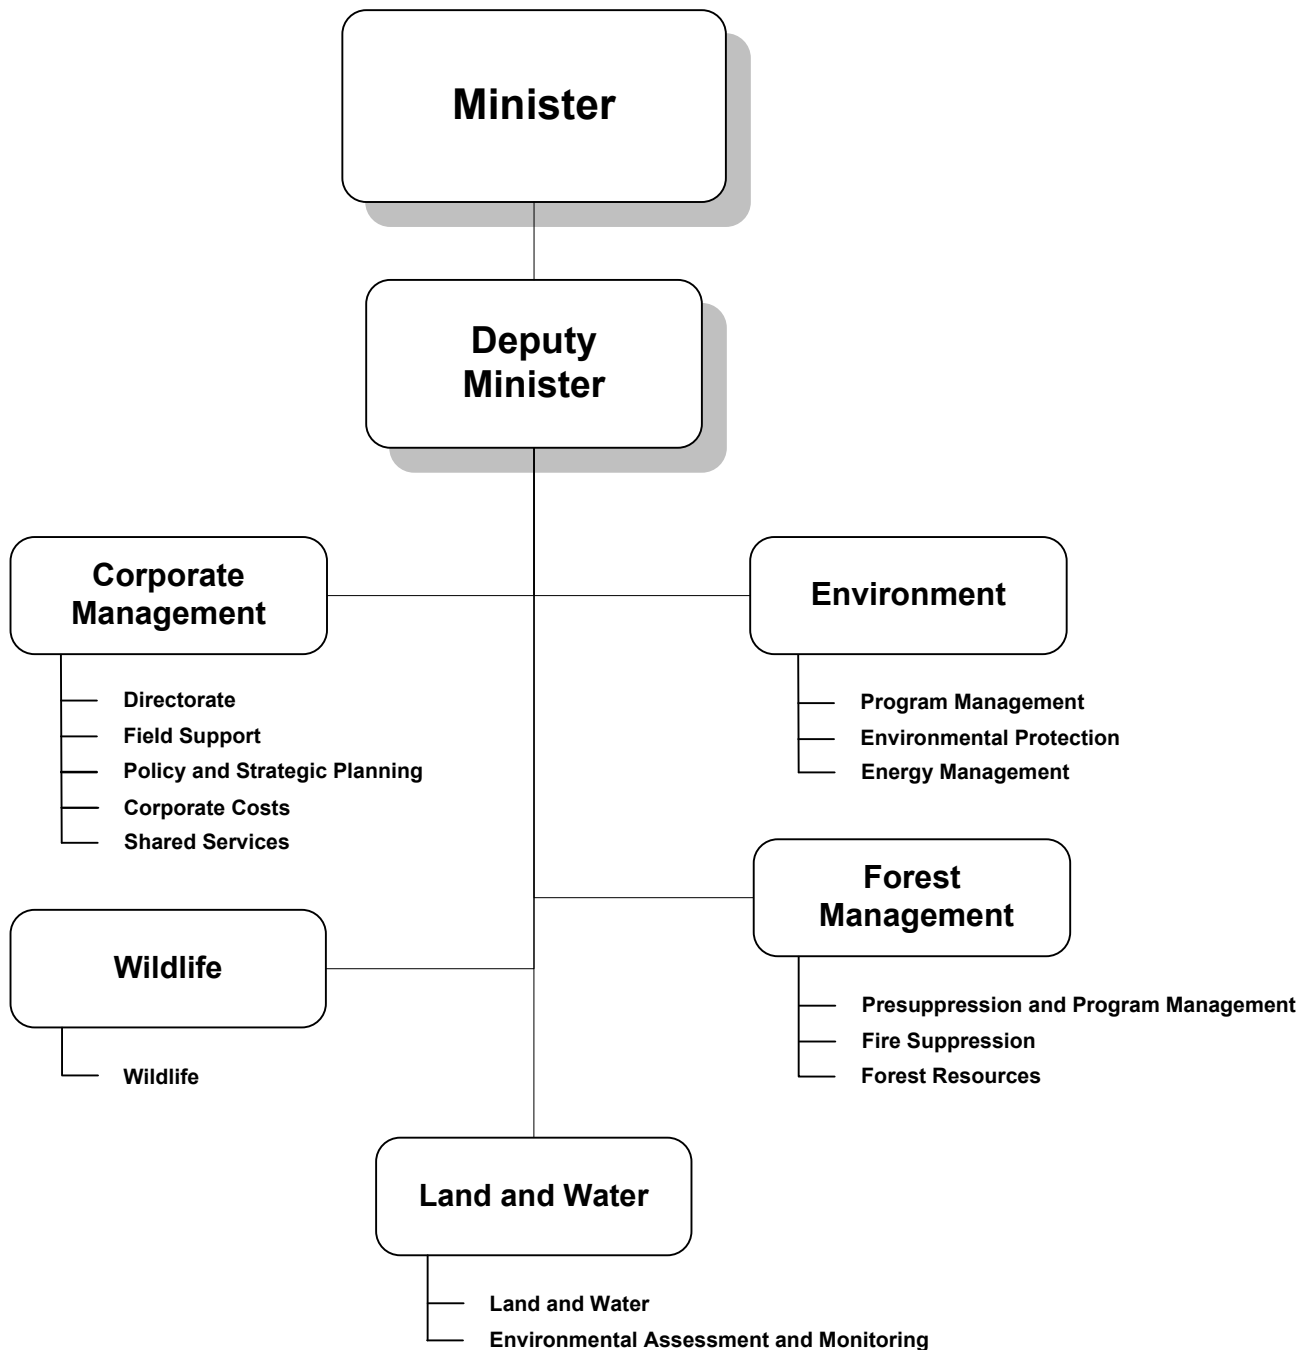 Minister
Deputy
Minister
Corporate
Management
Directorate
Field Support
Policy and Strategic Planning
Corporate Costs
Shared Services
Environment
Program Management
Environmental Protection
Energy Management
Forest
Management
Presuppression and Program Management
Fire Suppression
Forest Resources
Wildlife
Wildlife
Land and Water
Land and Water
Environmental Assessment and Monitoring